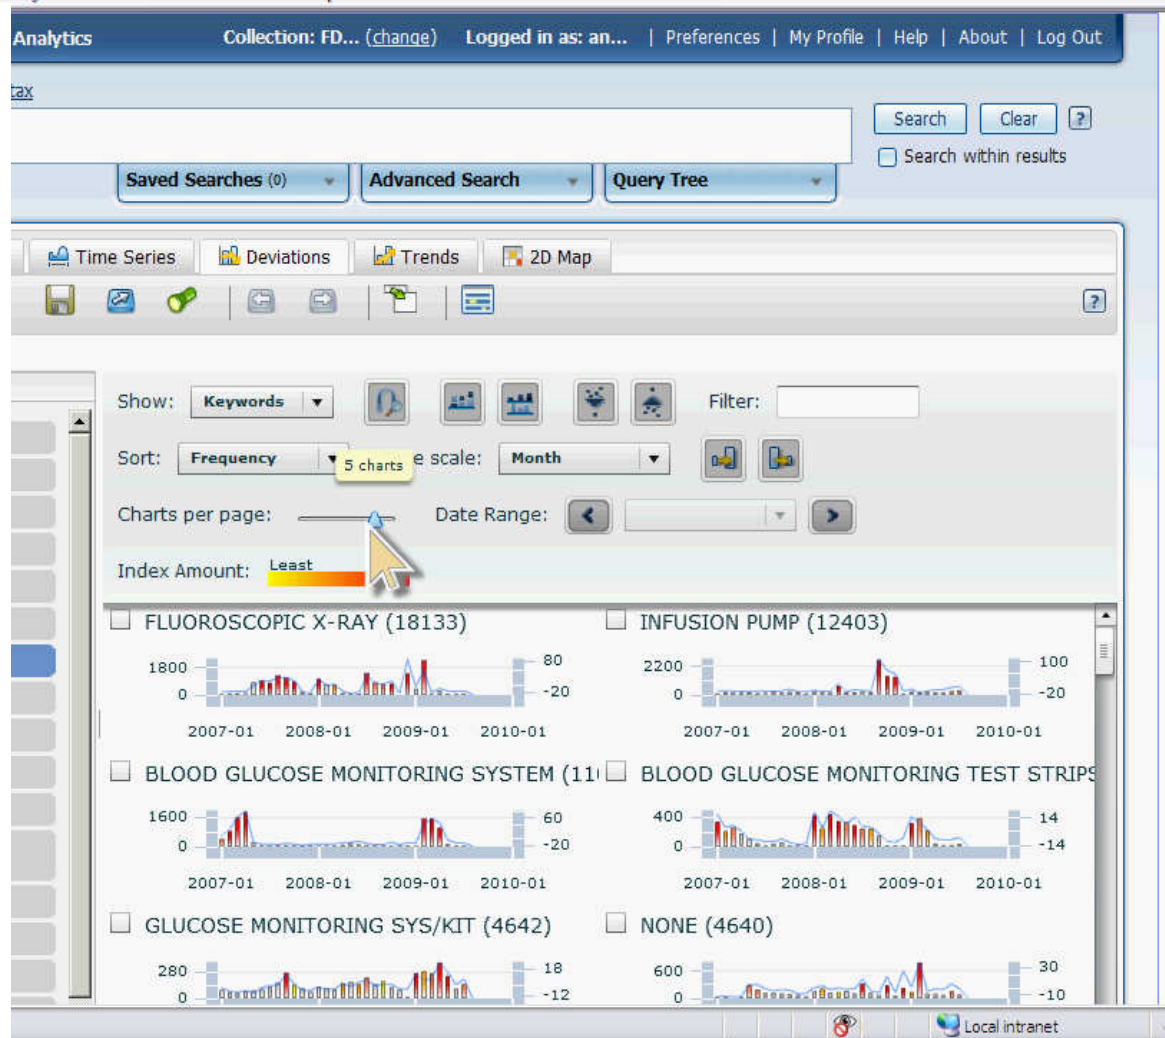 Analytics Collection: FD... (change) Logged in as: an... | Preferences | My Profile | Help | About | Log Out
tax
Search Clear ?
Search within results
Saved Searches (0) Advanced Search Query Tree
Time Series Deviations Trends 2D Map
?
Show: Keywords Filter:
Sort: Frequency 5 charts e scale: Month
Charts per page: Date Range:
Index Amount: Least
FLUOROSCOPIC X-RAY (18133) INFUSION PUMP (12403)
1800 80 2200 100
0 -20 0 -20
2007-01 2008-01 2009-01 2010-01 2007-01 2008-01 2009-01 2010-01
BLOOD GLUCOSE MONITORING SYSTEM (11 BLOOD GLUCOSE MONITORING TEST STRIPS
1600 60 400 14
0 -20 0 -14
2007-01 2008-01 2009-01 2010-01 2007-01 2008-01 2009-01 2010-01
GLUCOSE MONITORING SYS/KIT (4642) NONE (4640)
280 18 600 30
0 -12 0 -10
Local intranet